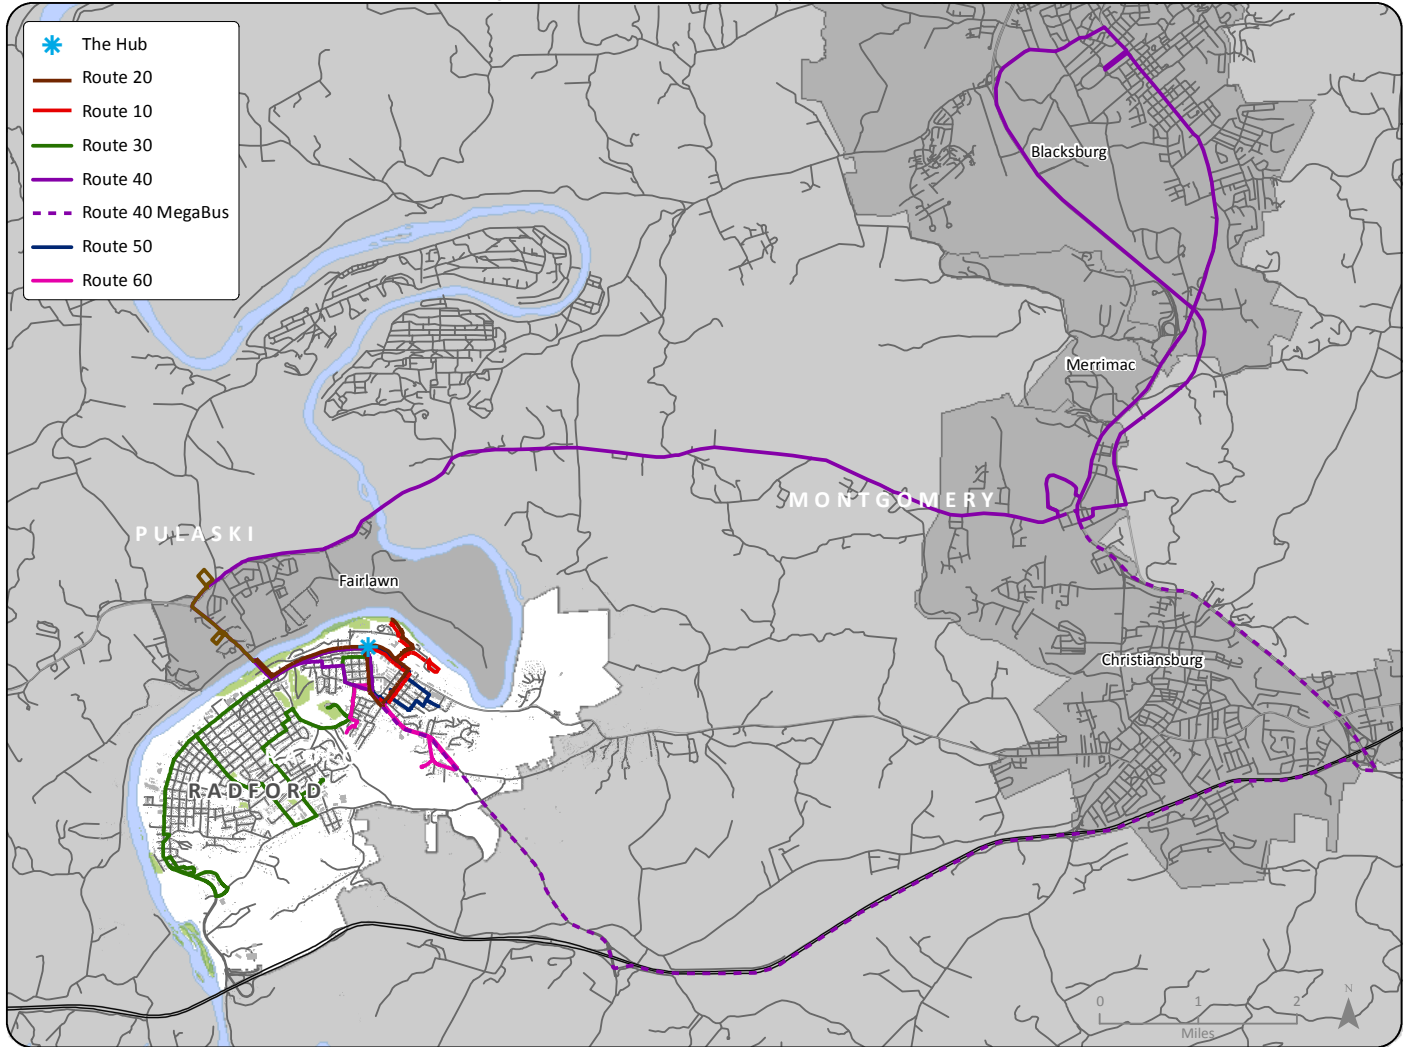 The Hub
Route 20
Route 10
Route 30
Route 40
Route 40 MegaBus
Route 50
Route 60
Blacksburg
Merrimac
MONTGOMERY
PULASKI
Fairlawn
Christiansburg
RADFORD
0 1 2
Miles
N